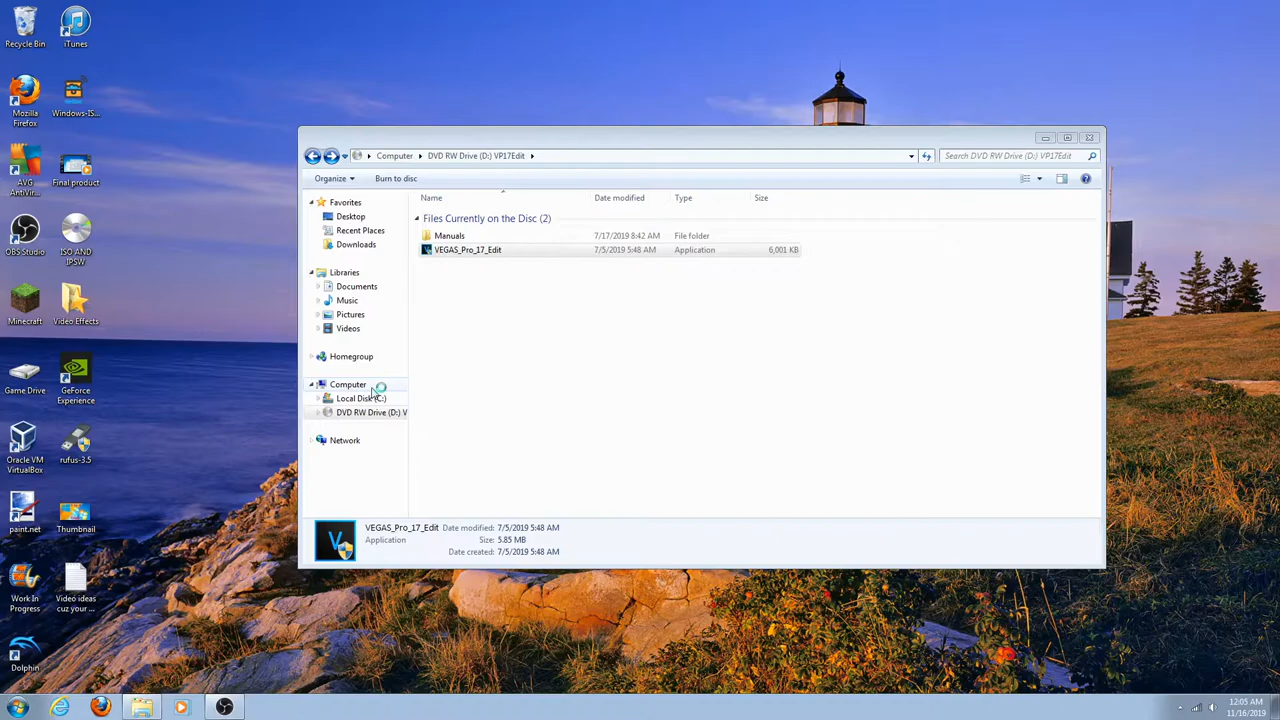 Recycle Bin
iTunes
Mozilla
Firefox
Windows-IS...
AVG
AntiVir...
Final product
OBS Studio
ISO AND
IPSW
Minecraft
Video Effects
Game Drive
GeForce
Experience
Oracle VM
VirtualBox
rufus-3.5
paint.net
Thumbnail
Work In
Progress
Video ideas
cuz your ...
Dolphin
Computer
DVD RW Drive (D:) VP17Edit
Search DVD RW Drive (D:) VP17Edit
Organize
Burn to disc
Favorites
Desktop
Recent Places
Downloads
Libraries
Documents
Music
Pictures
Videos
Homegroup
Computer
Local Disk (C:)
DVD RW Drive (D:) V
Network
Name Date modified Type Size
Files Currently on the Disc (2)
Manuals 7/17/2019 8:42 AM File folder
VEGAS_Pro_17_Edit 7/5/2019 5:48 AM Application 6,001 KB
VEGAS_Pro_17_Edit Date modified: 7/5/2019 5:48 AM
Application Size: 5.85 MB
Date created: 7/5/2019 5:48 AM
12:05 AM
11/16/2019